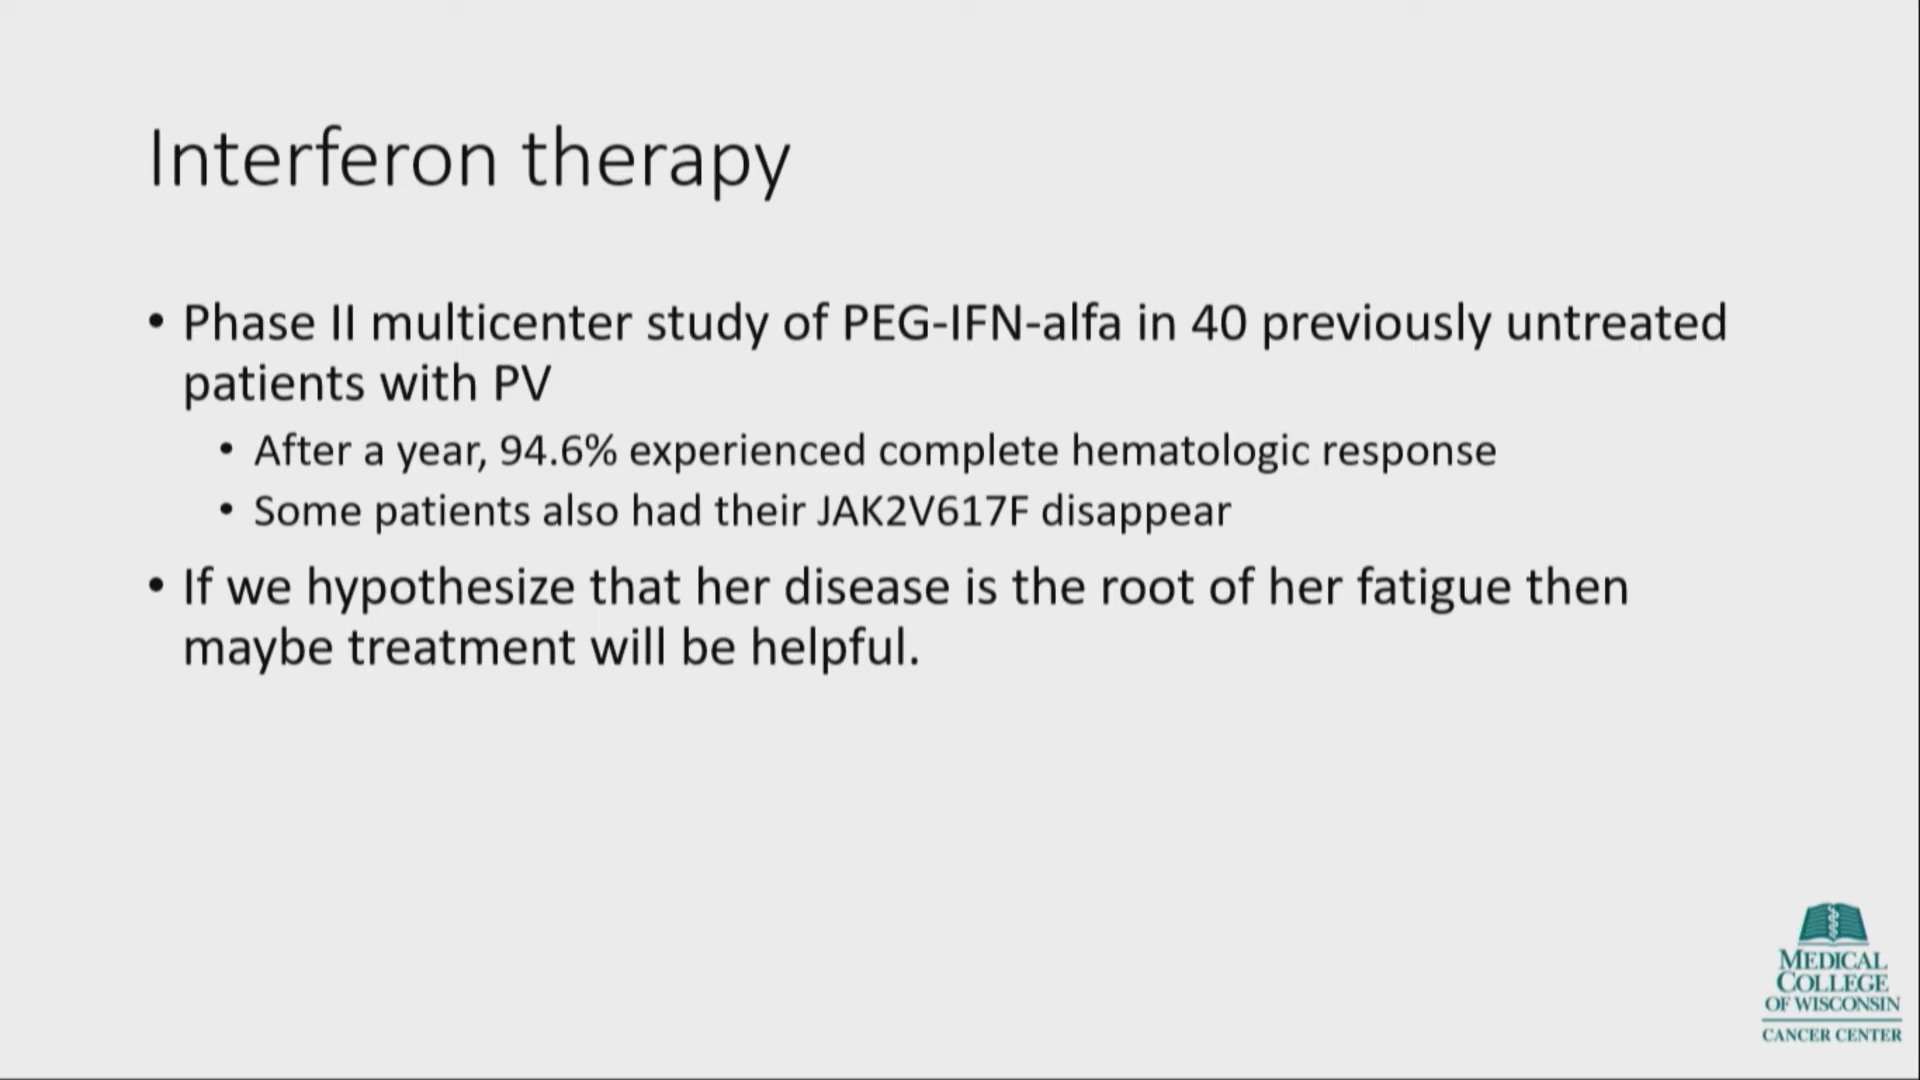 Interferon therapy
• Phase II multicenter study of PEG-IFN-alfa in 40 previously untreated
patients with PV
• After a year, 94.6% experienced complete hematologic response
• Some patients also had their JAK2V617F disappear
• If we hypothesize that her disease is the root of her fatigue then
maybe treatment will be helpful.
MEDICAL
COLLEGE
OF WISCONSIN
CANCER CENTER